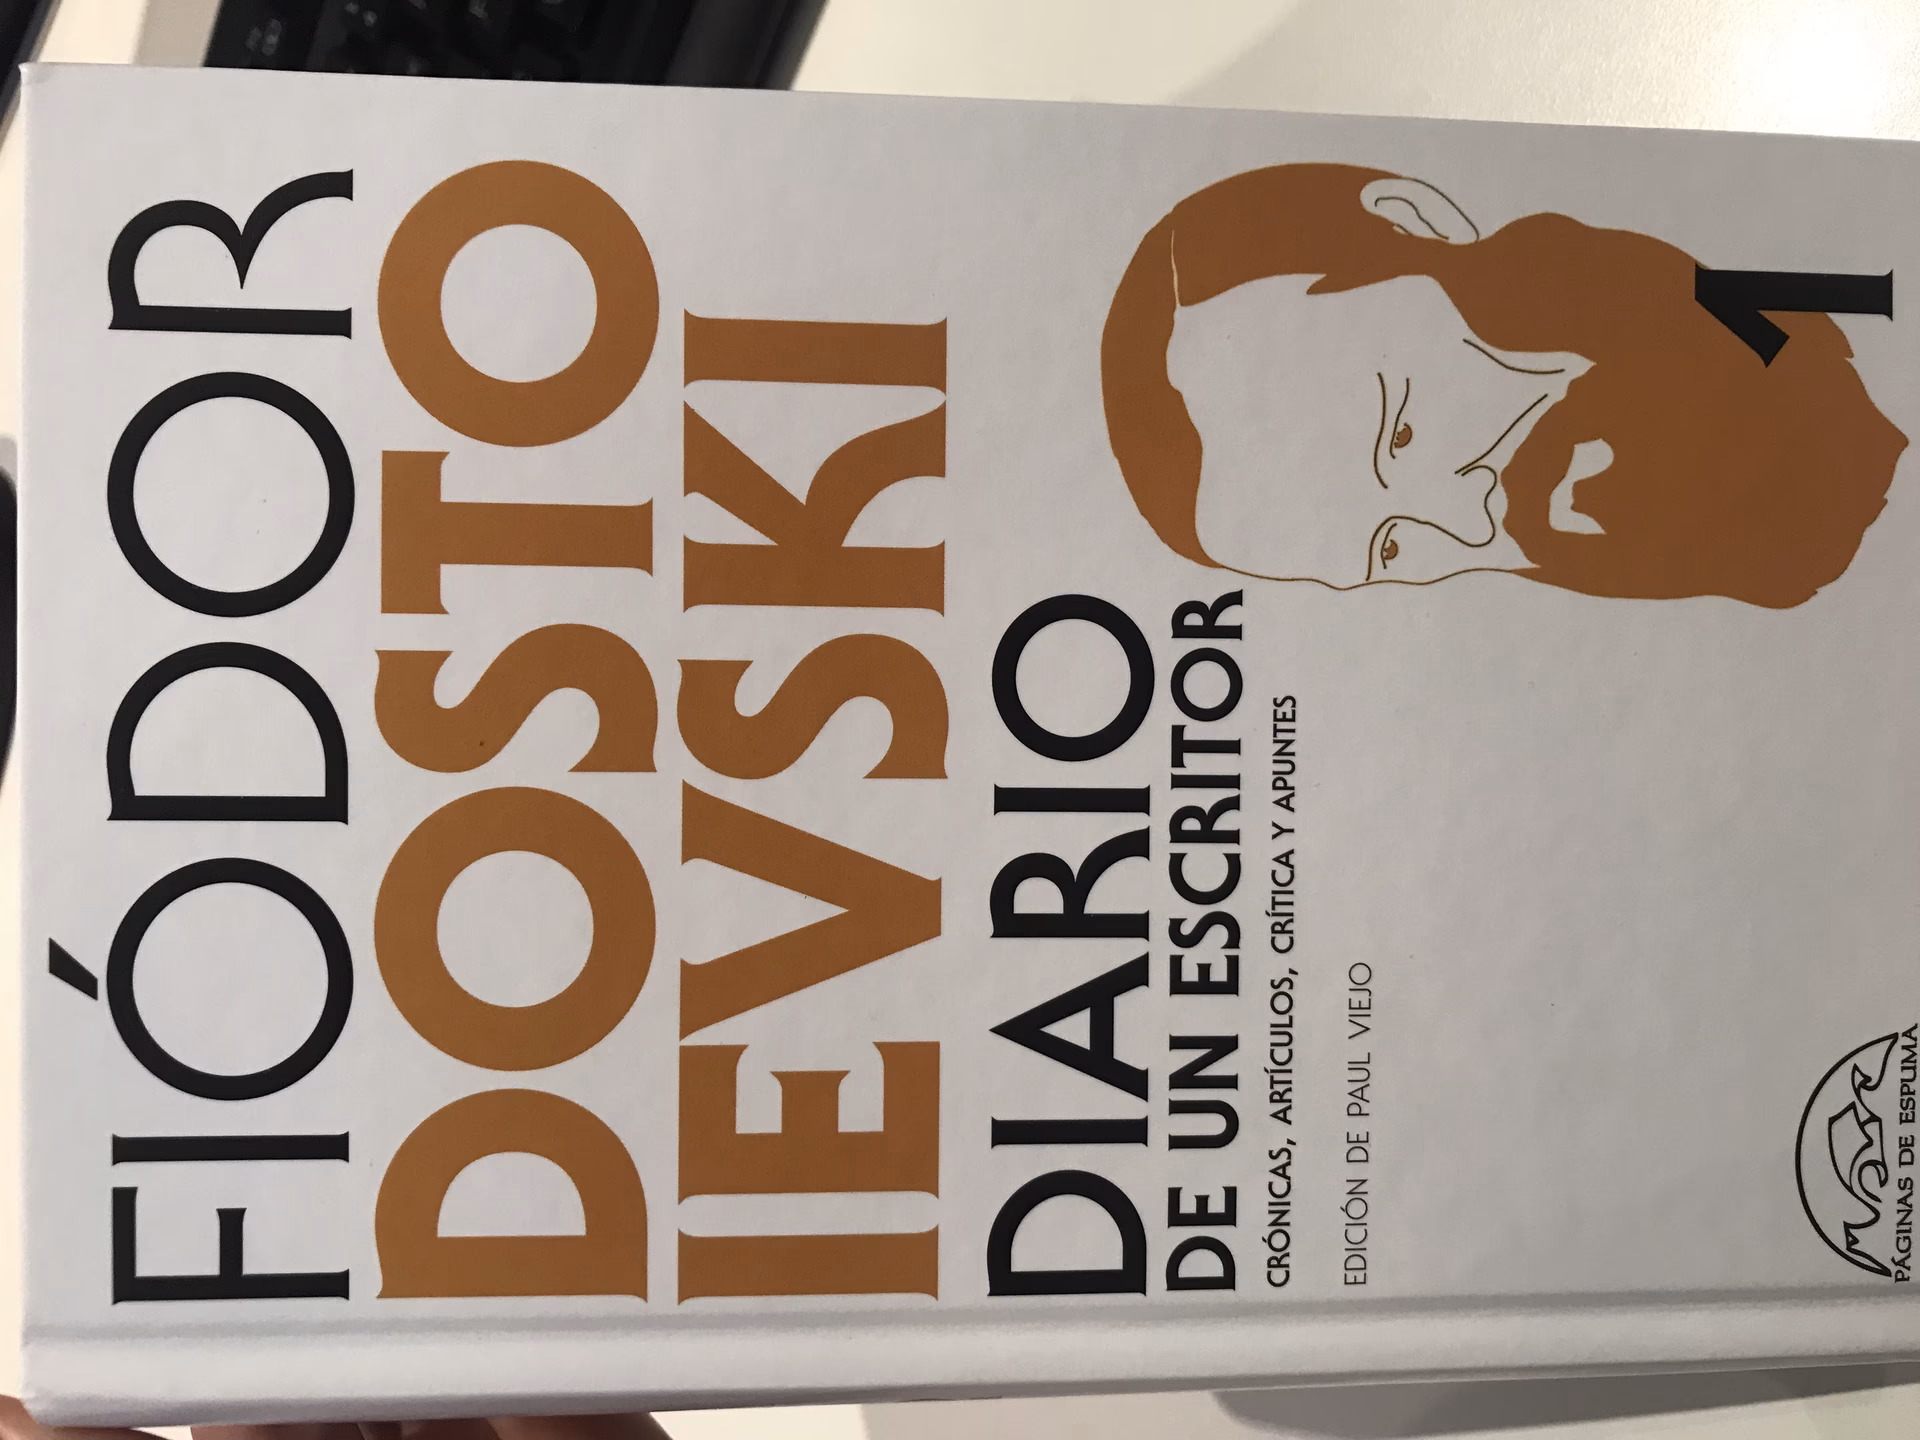 FIÓDOR
DOSTO
IEVSKI
DIARIO
DE UN ESCRITOR
CRÓNICAS, ARTÍCULOS, CRÍTICA Y APUNTES
EDICIÓN DE PAUL VIEJO
1
PÁGINAS DE ESPUMA